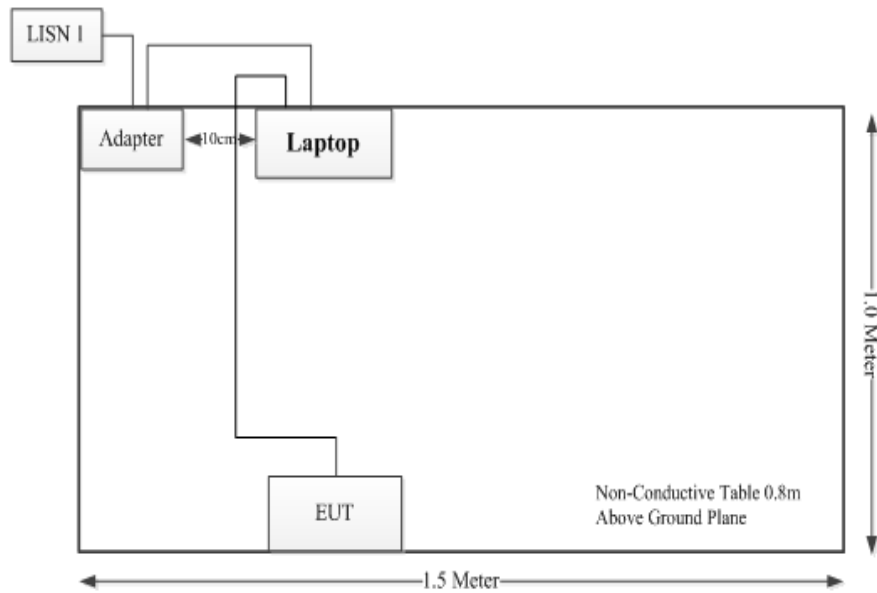 LISN 1
Adapter
10cm
Laptop
1.0 Meter
EUT
Non-Conductive Table 0.8m
Above Ground Plane
1.5 Meter